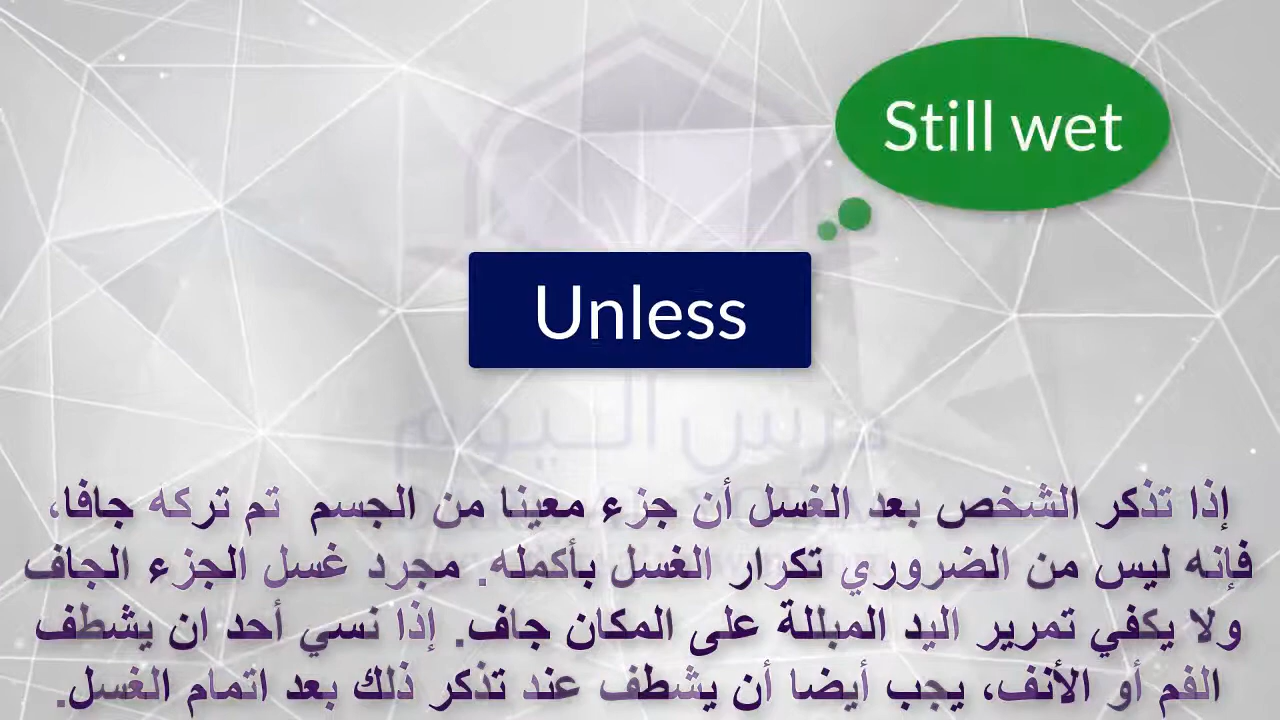 Still wet
Unless
درس اليوم
إذا تذكر الشخص بعد الغسل أن جزء معينا من الجسم تم تركه جافا،
فإنه ليس من الضروري تكرار الغسل بأكمله. مجرد غسل الجزء الجاف
ولا يكفي تمرير اليد المبللة على المكان جاف. إذا نسي أحد ان يشطف
الفم أو الأنف، يجب أيضا أن يشطف عند تذكر ذلك بعد اتمام الغسل.